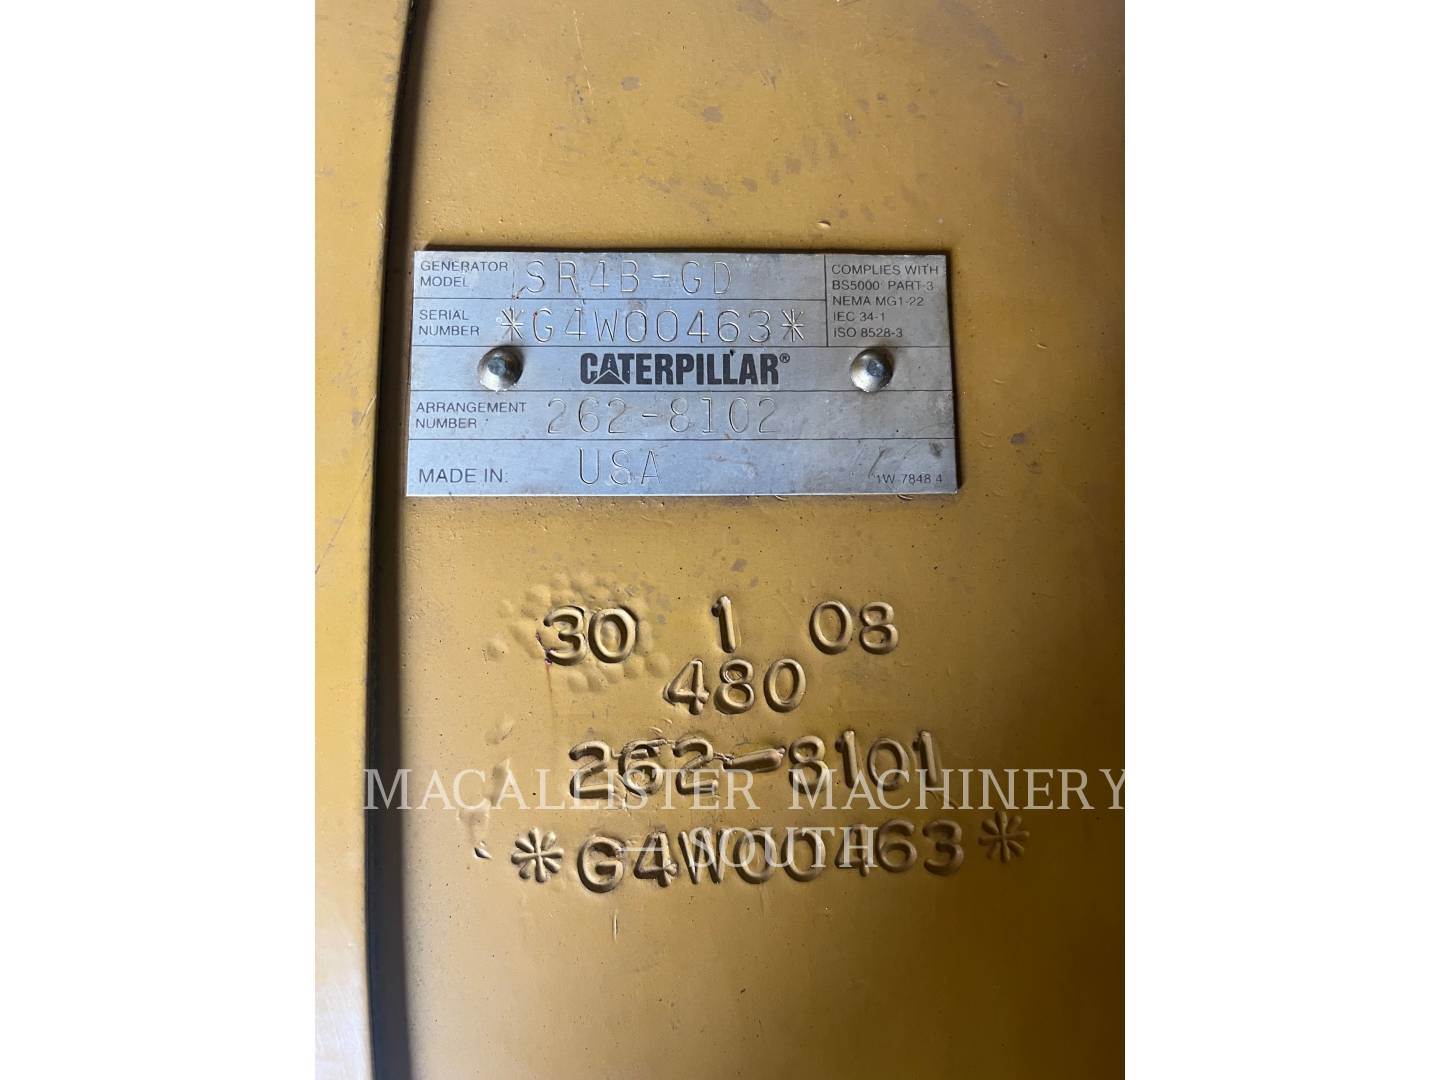 GENERATOR MODEL SR4B-GD
SERIAL NUMBER *G4W00463*
COMPLIES WITH
BS5000 PART-3
NEMA MG1-22
IEC 34-1
ISO 8528-3
CATERPILLAR®
ARRANGEMENT NUMBER 262-8102
MADE IN: USA
1W-7848 4
30 1 08
480
262-8101
*G4W00463*
MACALLISTER MACHINERY
— SOUTH